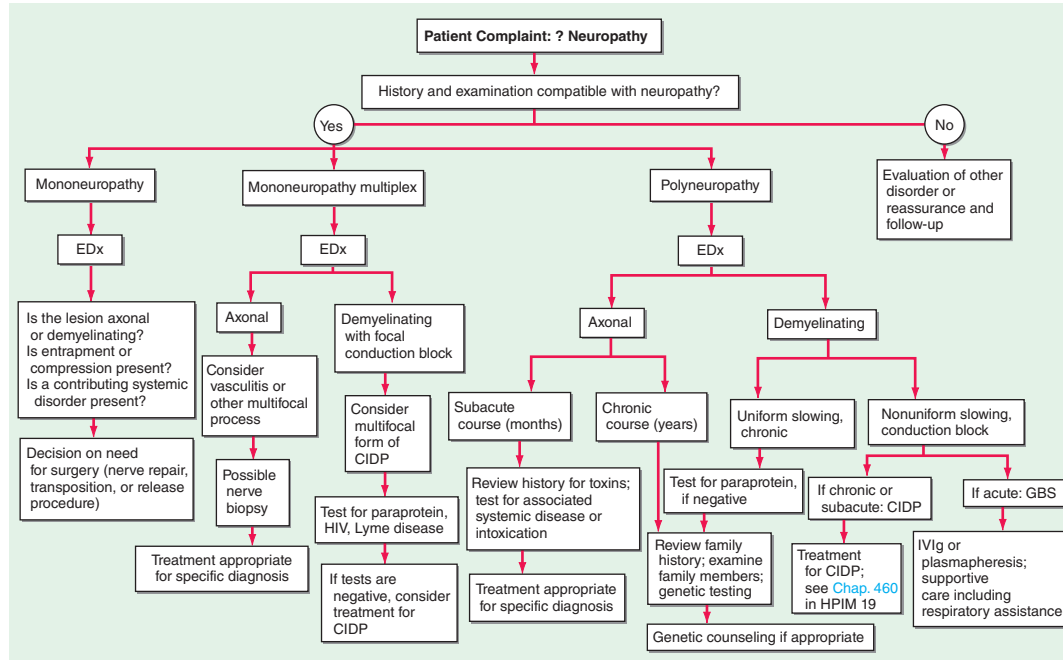 Patient Complaint: ? Neuropathy
History and examination compatible with neuropathy?
Yes
No
Mononeuropathy
Mononeuropathy multiplex
Polyneuropathy
Evaluation of other
disorder or
reassurance and
follow-up
EDx
EDx
EDx
Is the lesion axonal
or demyelinating?
Is entrapment or
compression present?
Is a contributing systemic
disorder present?
Decision on need
for surgery (nerve repair,
transposition, or release
procedure)
Axonal
Consider
vasculitis or
other multifocal
process
Possible
nerve
biopsy
Treatment appropriate
for specific diagnosis
Demyelinating
with focal
conduction block
Consider
multifocal
form of
CIDP
Test for paraprotein,
HIV, Lyme disease
If tests are
negative, consider
treatment for
CIDP
Axonal
Subacute
course (months)
Review history for toxins;
test for associated
systemic disease or
intoxication
Treatment appropriate
for specific diagnosis
Chronic
course (years)
Demyelinating
Uniform slowing,
chronic
Test for paraprotein,
if negative
Review family
history; examine
family members;
genetic testing
Genetic counseling if appropriate
Nonuniform slowing,
conduction block
If chronic or
subacute: CIDP
Treatment
for CIDP;
see Chap. 460
in HPIM 19
If acute: GBS
IVIg or
plasmapheresis;
supportive
care including
respiratory assistance